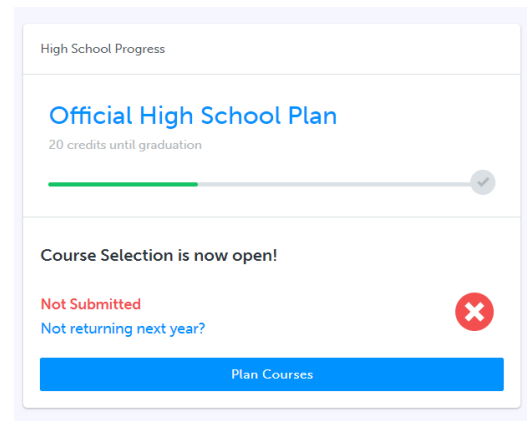 High School Progress
Official High School Plan
20 credits until graduation
Course Selection is now open!
Not Submitted
Not returning next year?
Plan Courses